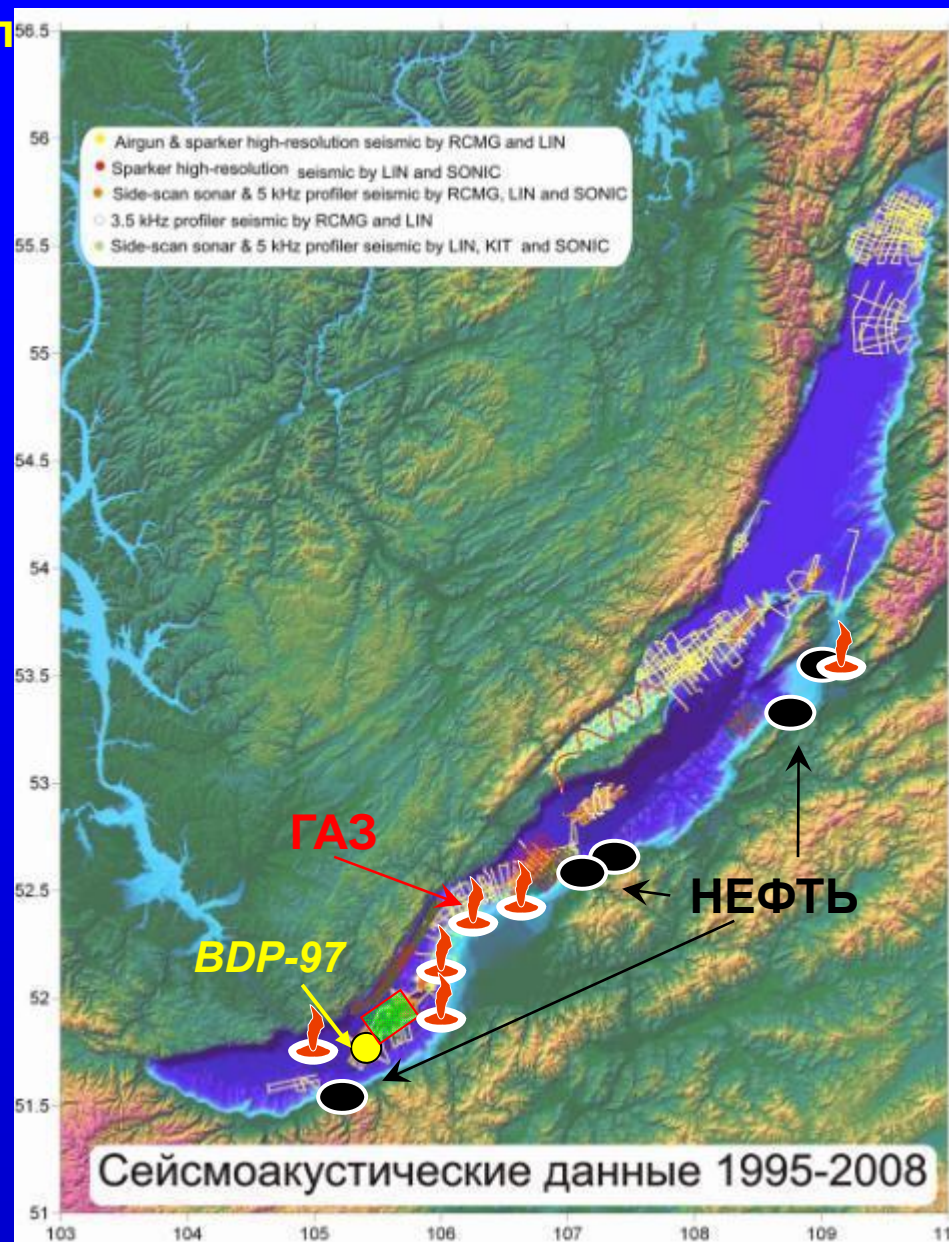 56.5
56
55.5
55
54.5
54
53.5
53
52.5
52
51.5
51
103
104
105
106
107
108
109
Airgun & sparker high-resolution seismic by RCMG and LIN
Sparker high-resolution seismic by LIN and SONIC
Side-scan sonar & 5 kHz profiler seismic by RCMG, LIN and SONIC
3.5 kHz profiler seismic by RCMG and LIN
Side-scan sonar & 5 kHz profiler seismic by LIN, KIT and SONIC
ГАЗ
НЕФТЬ
BDP-97
Сейсмоакустические данные 1995-2008